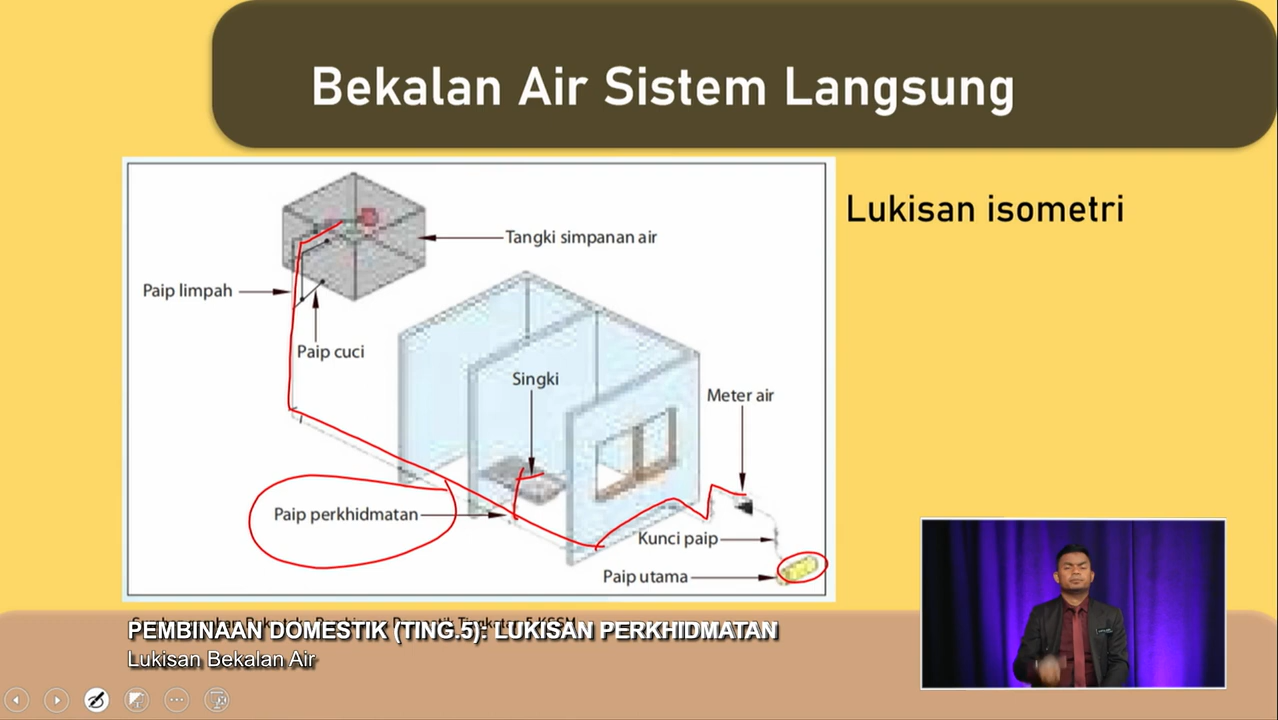 Bekalan Air Sistem Langsung
Lukisan isometri
Tangki simpanan air
Paip limpah
Paip cuci
Singki
Meter air
Paip perkhidmatan
Kunci paip
Paip utama
PEMBINAAN DOMESTIK (TING.5): LUKISAN PERKHIDMATAN
Lukisan Bekalan Air